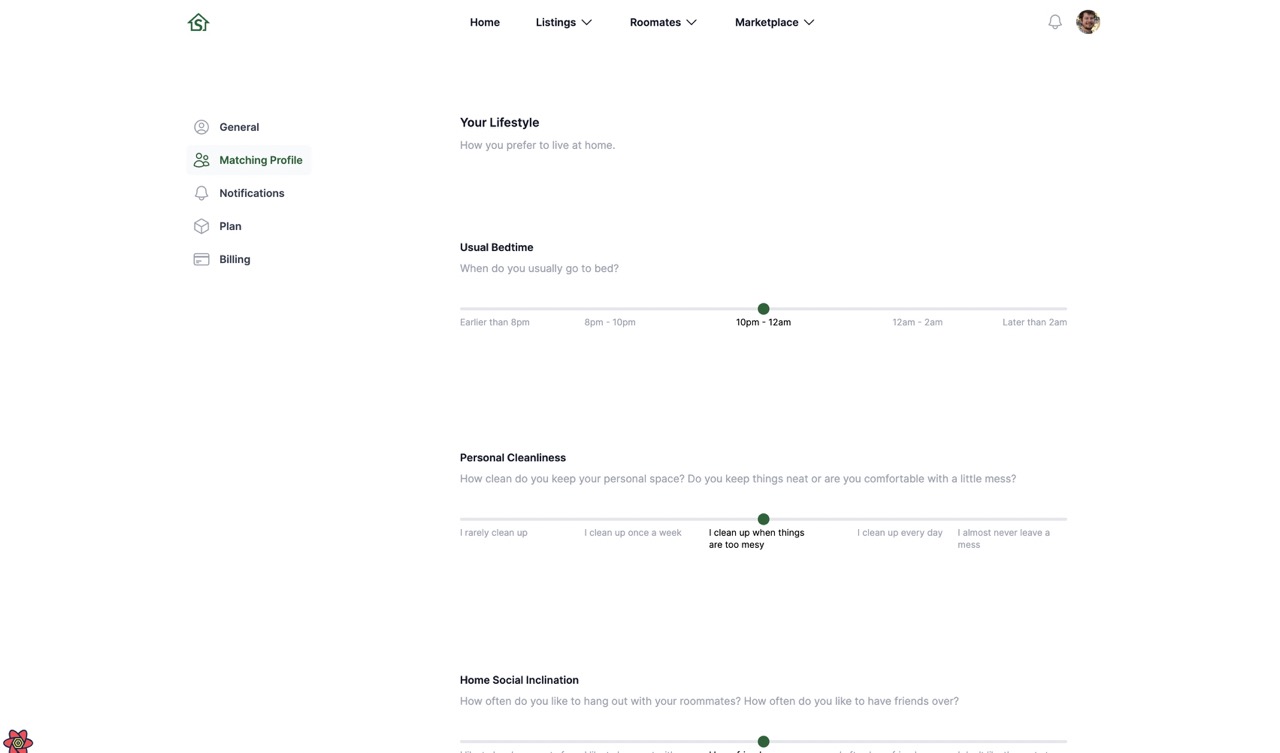 S
Home
Listings
Roomates
Marketplace
General
Matching Profile
Notifications
Plan
Billing
Your Lifestyle
How you prefer to live at home.
Usual Bedtime
When do you usually go to bed?
Earlier than 8pm
8pm - 10pm
10pm - 12am
12am - 2am
Later than 2am
Personal Cleanliness
How clean do you keep your personal space? Do you keep things neat or are you comfortable with a little mess?
I rarely clean up
I clean up once a week
I clean up when things
are too mesy
I clean up every day
I almost never leave a
mess
Home Social Inclination
How often do you like to hang out with your roommates? How often do you like to have friends over?